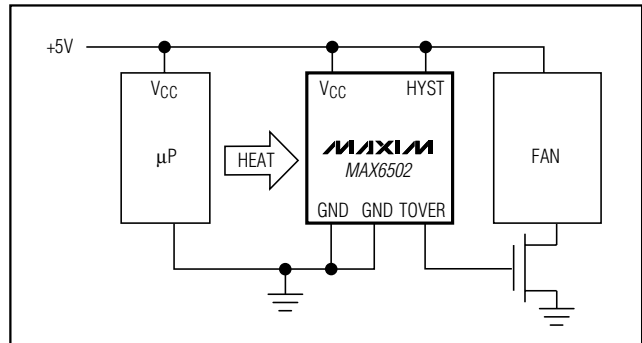 +5V
VCC
VCC
HYST
μP
HEAT
MAXIM
MAX6502
FAN
GND
GND
TOVER